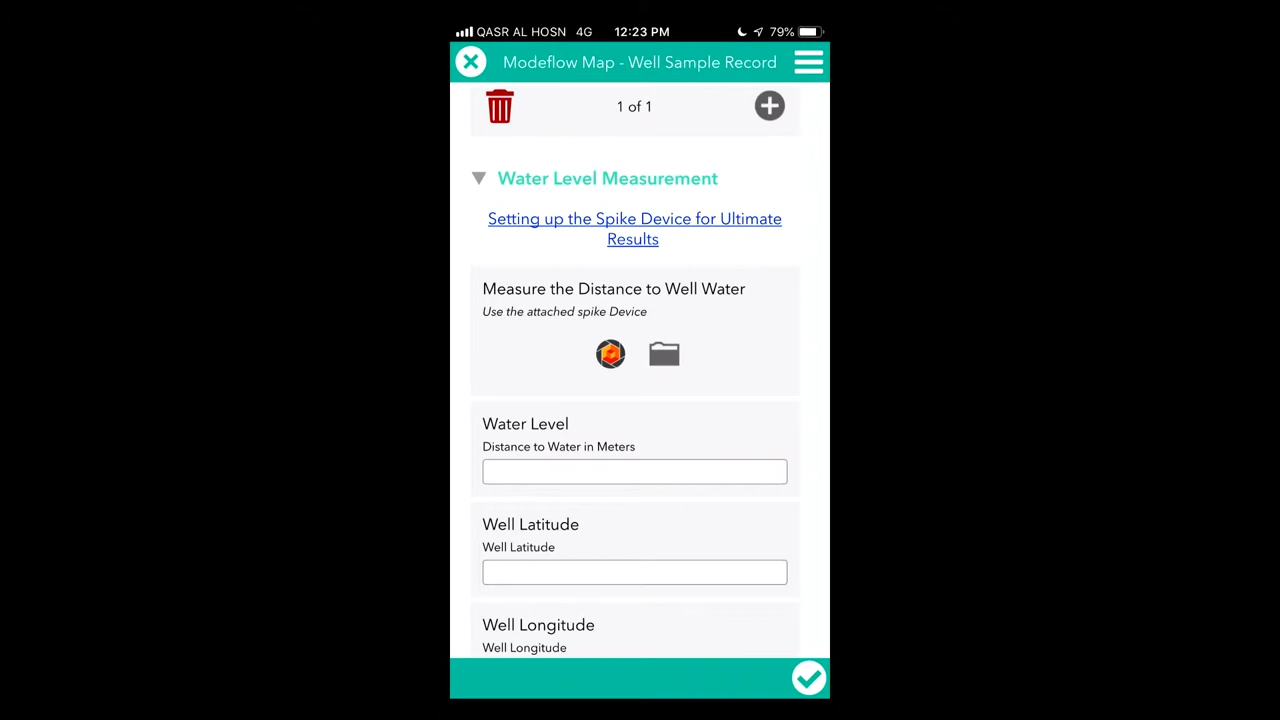 QASR AL HOSN 4G 12:23 PM 79%
Modeflow Map - Well Sample Record
1 of 1
Water Level Measurement
Setting up the Spike Device for Ultimate
Results
Measure the Distance to Well Water
Use the attached spike Device
Water Level
Distance to Water in Meters
Well Latitude
Well Latitude
Well Longitude
Well Longitude